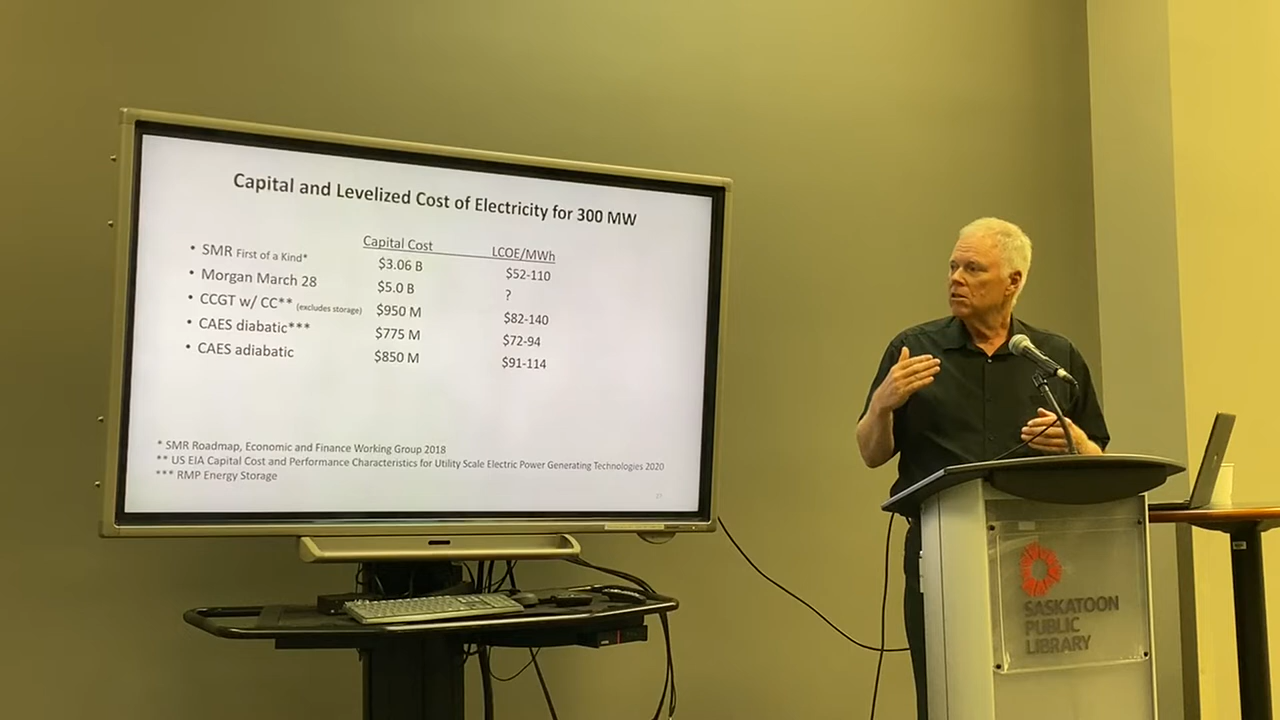 Capital and Levelized Cost of Electricity for 300 MW
Capital Cost LCOE/MWh
• SMR First of a Kind* $3.06 B $52-110
• Morgan March 28 $5.0 B ?
• CCGT w/ CC** (excludes storage) $950 M $82-140
• CAES diabatic*** $775 M $72-94
• CAES adiabatic $850 M $91-114
* SMR Roadmap, Economic and Finance Working Group 2018
** US EIA Capital Cost and Performance Characteristics for Utility Scale Electric Power Generating Technologies 2020
*** RMP Energy Storage
SASKATOON
PUBLIC
LIBRARY